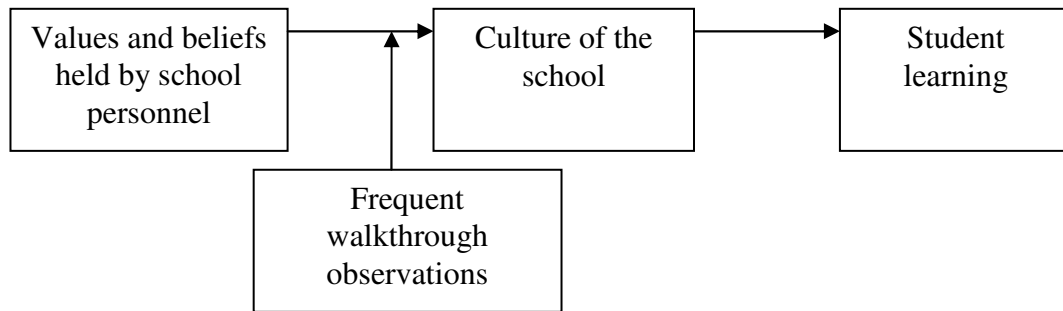 Values and beliefs
held by school
personnel
Culture of the
school
Student
learning
Frequent
walkthrough
observations